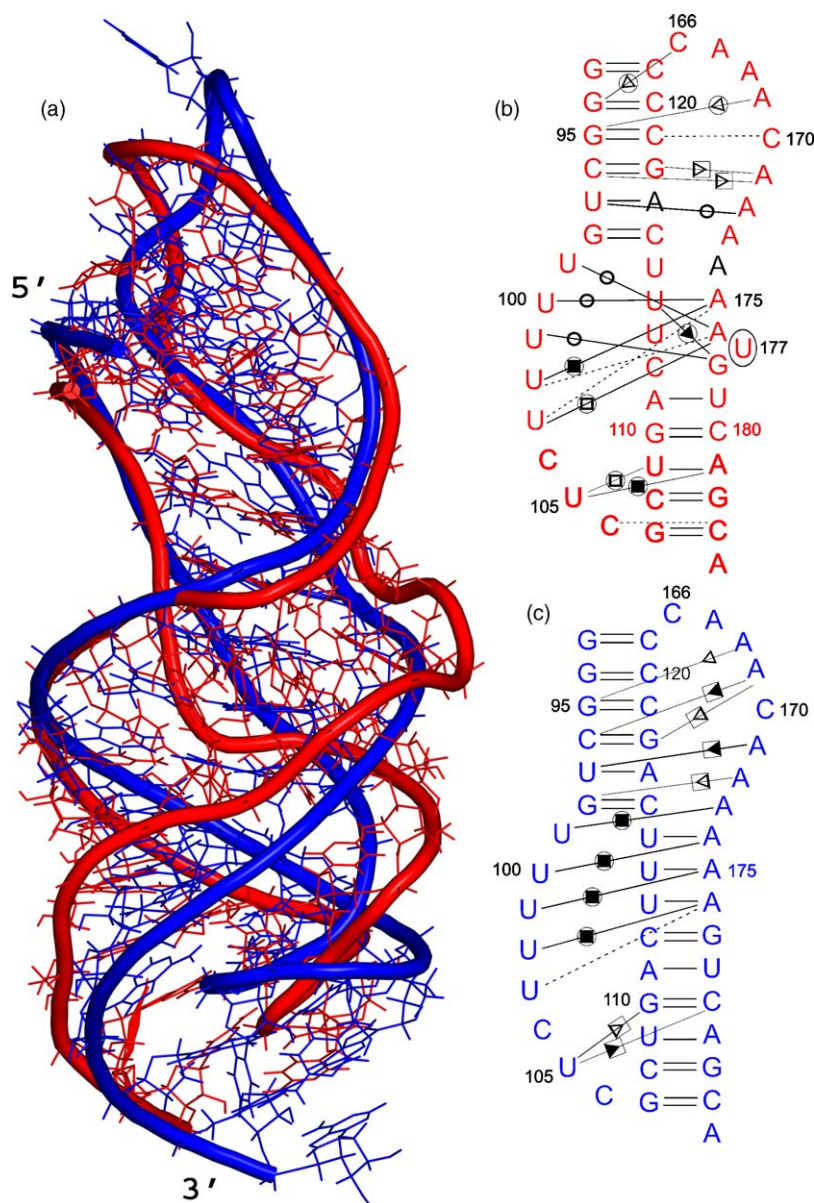 (a)
5'
3'
(b)
166
C A
G C A
G C 120 A
95 G C C 170
C G A
U A A
G C A
U U A
100 U U A 175
U U A U 177
U C G
U A U
110 G C 180
C U A
105 U C G
C G C
A
(c)
166
C A
G C A
G C 120 A
95 G C C 170
C G A
U A A
G C A
U U A
100 U U A 175
U U A
U C G
U A U
110 G C
C U A
105 U C G
C G C
A